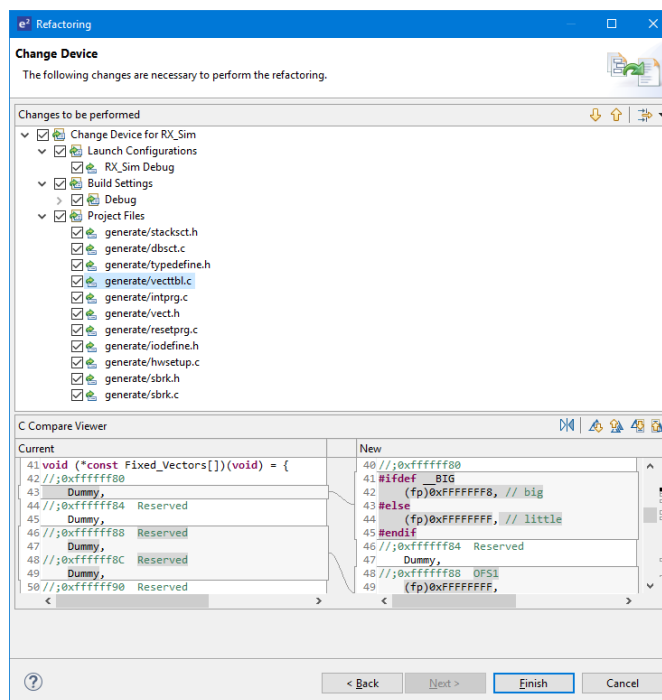 e² Refactoring
Change Device
The following changes are necessary to perform the refactoring.
Changes to be performed
Change Device for RX_Sim
Launch Configurations
RX_Sim Debug
Build Settings
Debug
Project Files
generate/stacksct.h
generate/dbsct.c
generate/typedefine.h
generate/vecttbl.c
generate/intprg.c
generate/vect.h
generate/resetprg.c
generate/iodefine.h
generate/hwsetup.c
generate/sbrk.h
generate/sbrk.c
C Compare Viewer
Current
41 void (*const Fixed_Vectors[])(void) = {
42 //;0xffffff80
43 Dummy,
44 //;0xffffff84 Reserved
45 Dummy,
46 //;0xffffff88 Reserved
47 Dummy,
48 //;0xffffff8C Reserved
49 Dummy,
50 //;0xffffff90 Reserved
New
40 //;0xffffff80
41 #ifdef __BIG
42 (fp)0xFFFFFFF8, // big
43 #else
44 (fp)0xFFFFFFFF, // little
45 #endif
46 //;0xffffff84 Reserved
47 Dummy,
48 //;0xffffff88 OFS1
49 (fp)0xFFFFFFFF,
? < Back Next > Finish Cancel